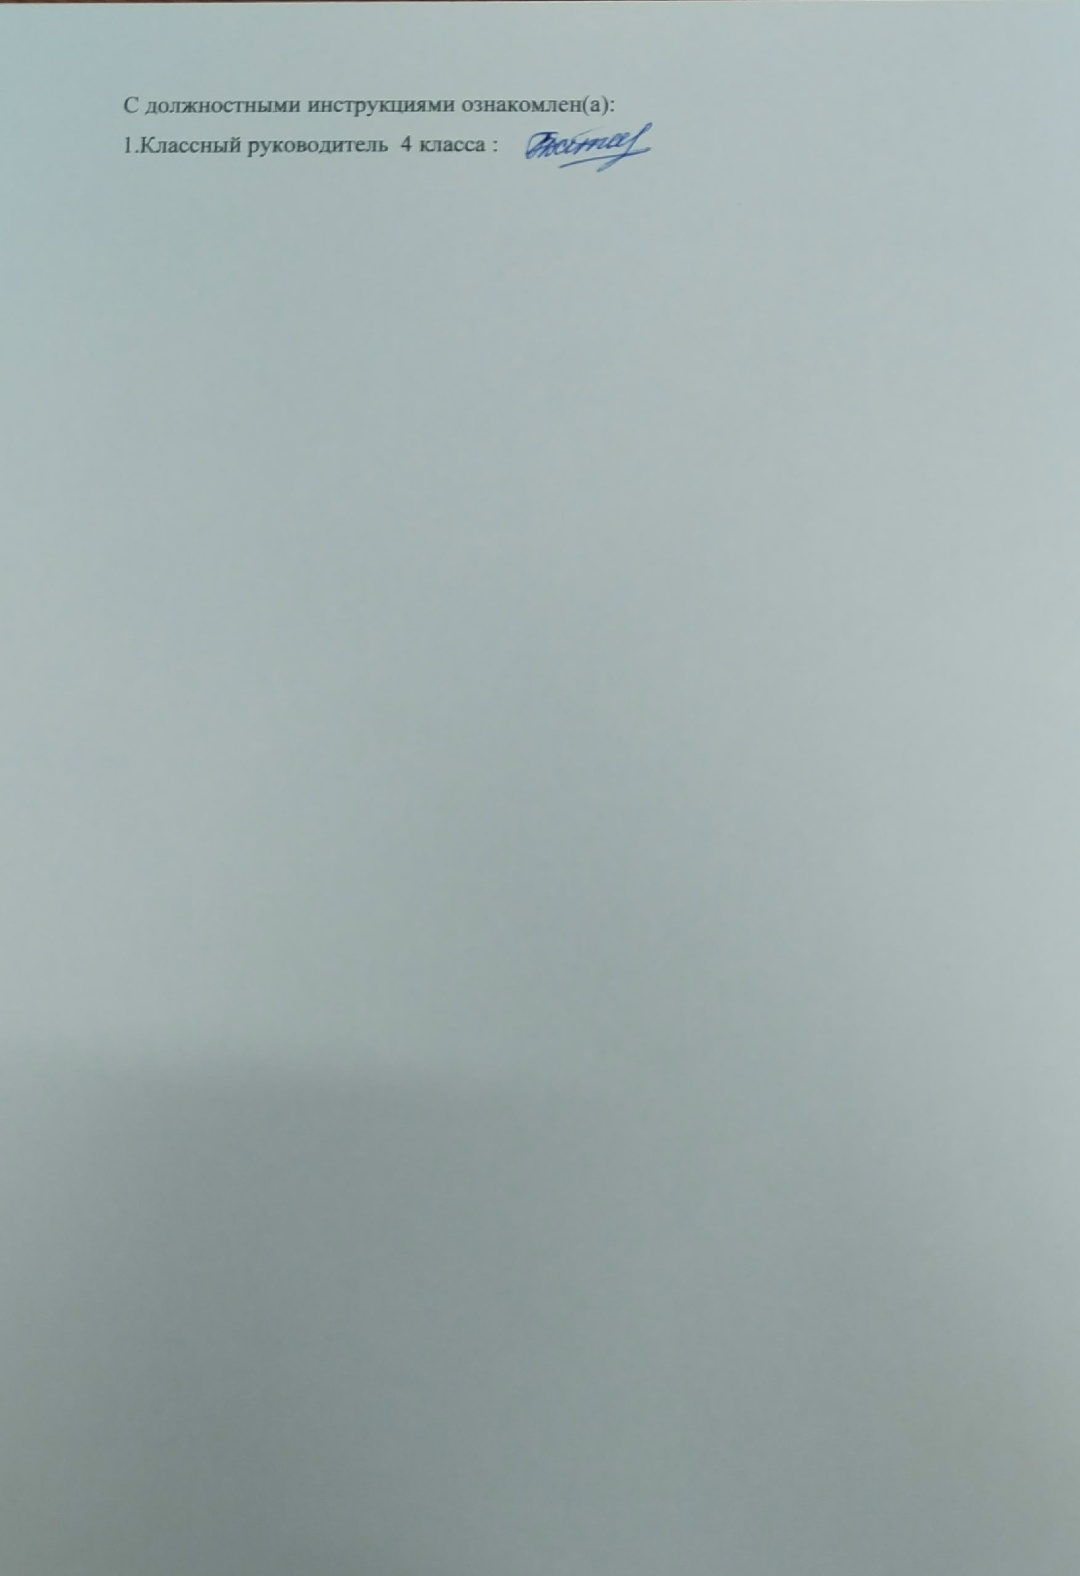 С должностными инструкциями ознакомлен(а):
1.Классный руководитель 4 класса :